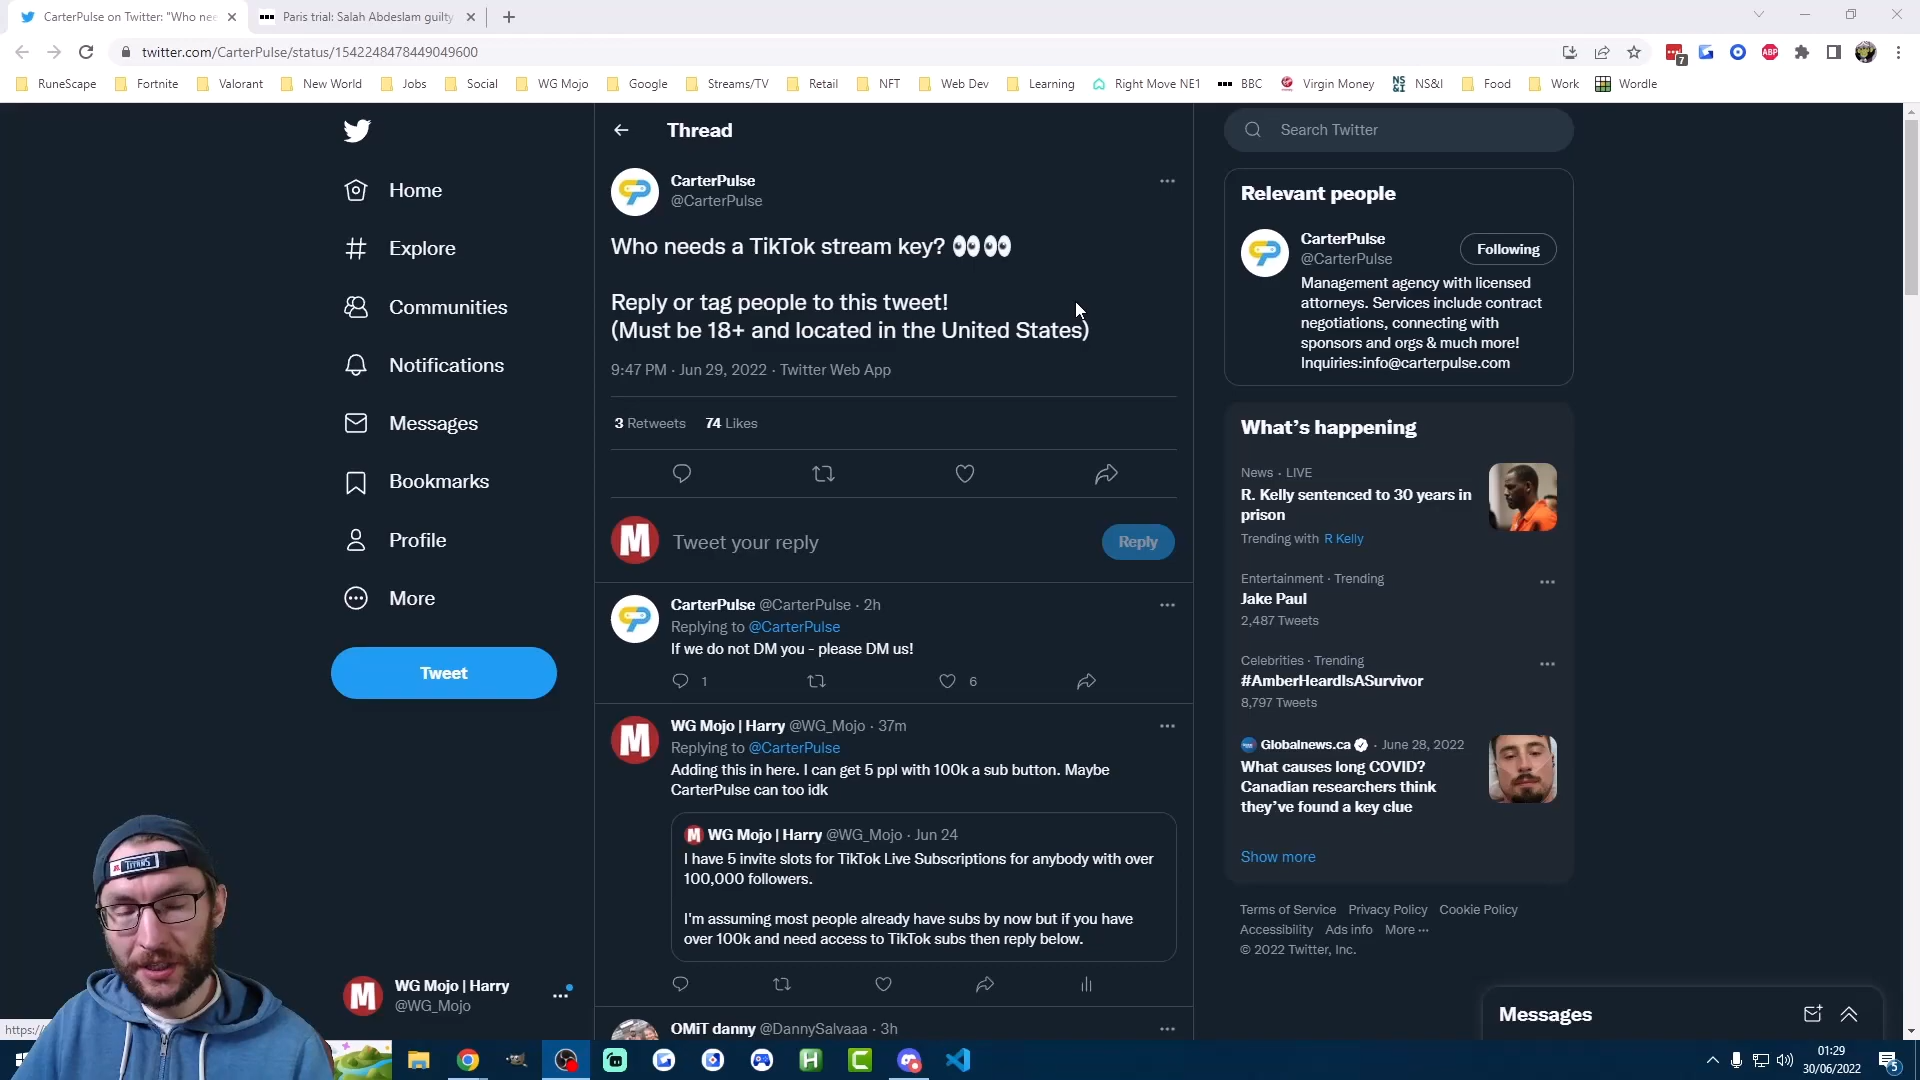 CarterPulse on Twitter: "Who nee
Paris trial: Salah Abdeslam guilty
twitter.com/CarterPulse/status/1542248478449049600
ABP
7
RuneScape
Fortnite
Valorant
New World
Jobs
Social
WG Mojo
Google
Streams/TV
Retail
NFT
Web Dev
Learning
Right Move NE1
BBC
Virgin Money
NS&I
Food
Work
Wordle
Home
Explore
Communities
Notifications
Messages
Bookmarks
Profile
More
Tweet
WG Mojo | Harry
@WG_Mojo
https://
Thread
CarterPulse
@CarterPulse
Who needs a TikTok stream key? 👀👀
Reply or tag people to this tweet!
(Must be 18+ and located in the United States)
9:47 PM · Jun 29, 2022 · Twitter Web App
3 Retweets 74 Likes
M
Tweet your reply
Reply
CarterPulse @CarterPulse · 2h
Replying to @CarterPulse
If we do not DM you - please DM us!
1
6
M
WG Mojo | Harry @WG_Mojo · 37m
Replying to @CarterPulse
Adding this in here. I can get 5 ppl with 100k a sub button. Maybe
CarterPulse can too idk
M WG Mojo | Harry @WG_Mojo · Jun 24
I have 5 invite slots for TikTok Live Subscriptions for anybody with over
100,000 followers.
I'm assuming most people already have subs by now but if you have
over 100k and need access to TikTok subs then reply below.
OMiT danny @DannySalvaaa · 3h
Search Twitter
Relevant people
CarterPulse
@CarterPulse
Following
Management agency with licensed
attorneys. Services include contract
negotiations, connecting with
sponsors and orgs & much more!
Inquiries:info@carterpulse.com
What's happening
News · LIVE
R. Kelly sentenced to 30 years in
prison
Trending with R Kelly
Entertainment · Trending
Jake Paul
2,487 Tweets
Celebrities · Trending
#AmberHeardIsASurvivor
8,797 Tweets
Globalnews.ca · June 28, 2022
What causes long COVID?
Canadian researchers think
they've found a key clue
Show more
Terms of Service Privacy Policy Cookie Policy
Accessibility Ads info More ···
© 2022 Twitter, Inc.
Messages
TITANS
M
01:29
30/06/2022
5